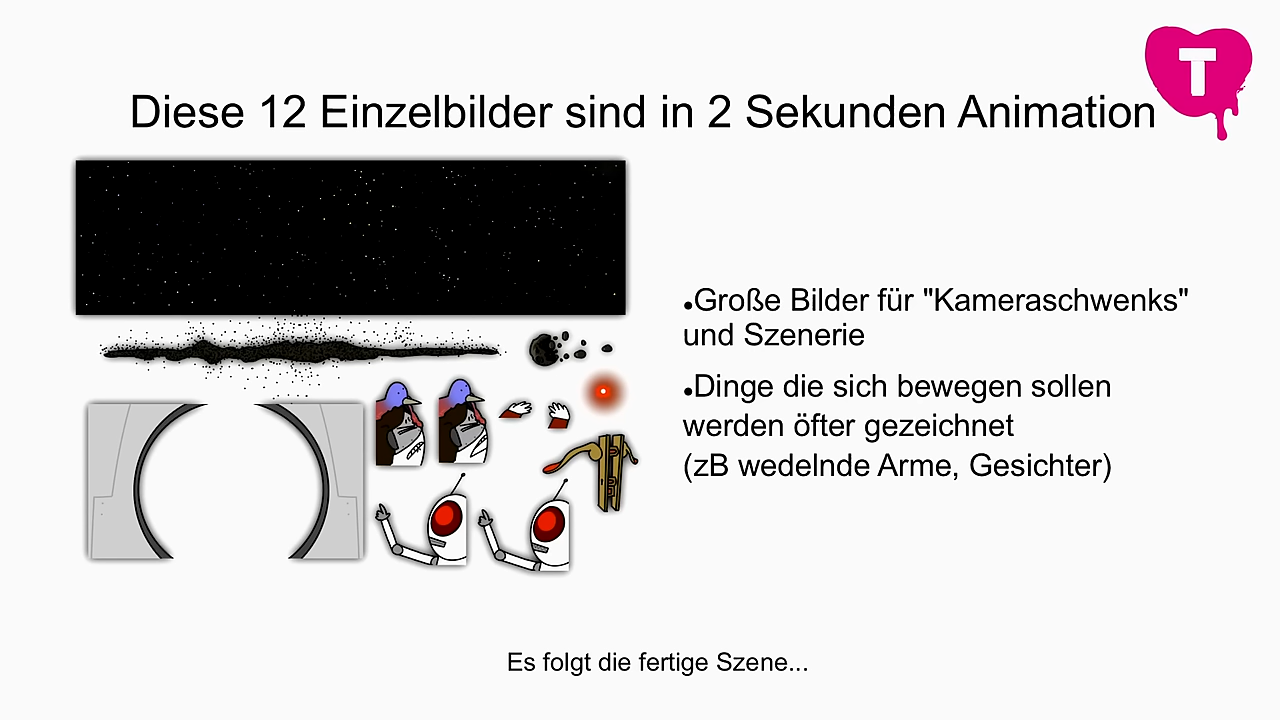 T
Diese 12 Einzelbilder sind in 2 Sekunden Animation
•Große Bilder für "Kameraschwenks"
und Szenerie
•Dinge die sich bewegen sollen
werden öfter gezeichnet
(zB wedelnde Arme, Gesichter)
Es folgt die fertige Szene...